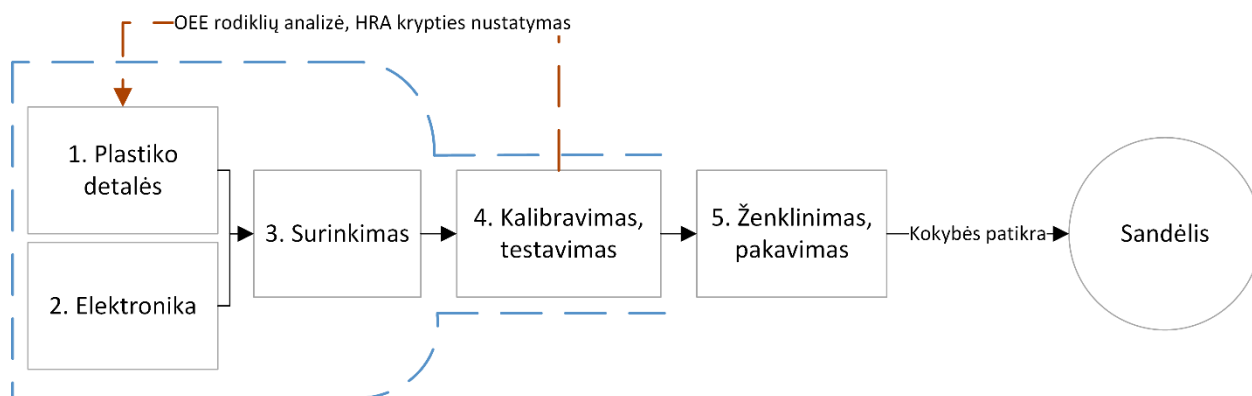 OEE rodiklių analizė, HRA krypties nustatymas
1. Plastiko
detalės
2. Elektronika
3. Surinkimas
4. Kalibravimas,
testavimas
5. Ženklinimas,
pakavimas
Kokybės patikra
Sandėlis